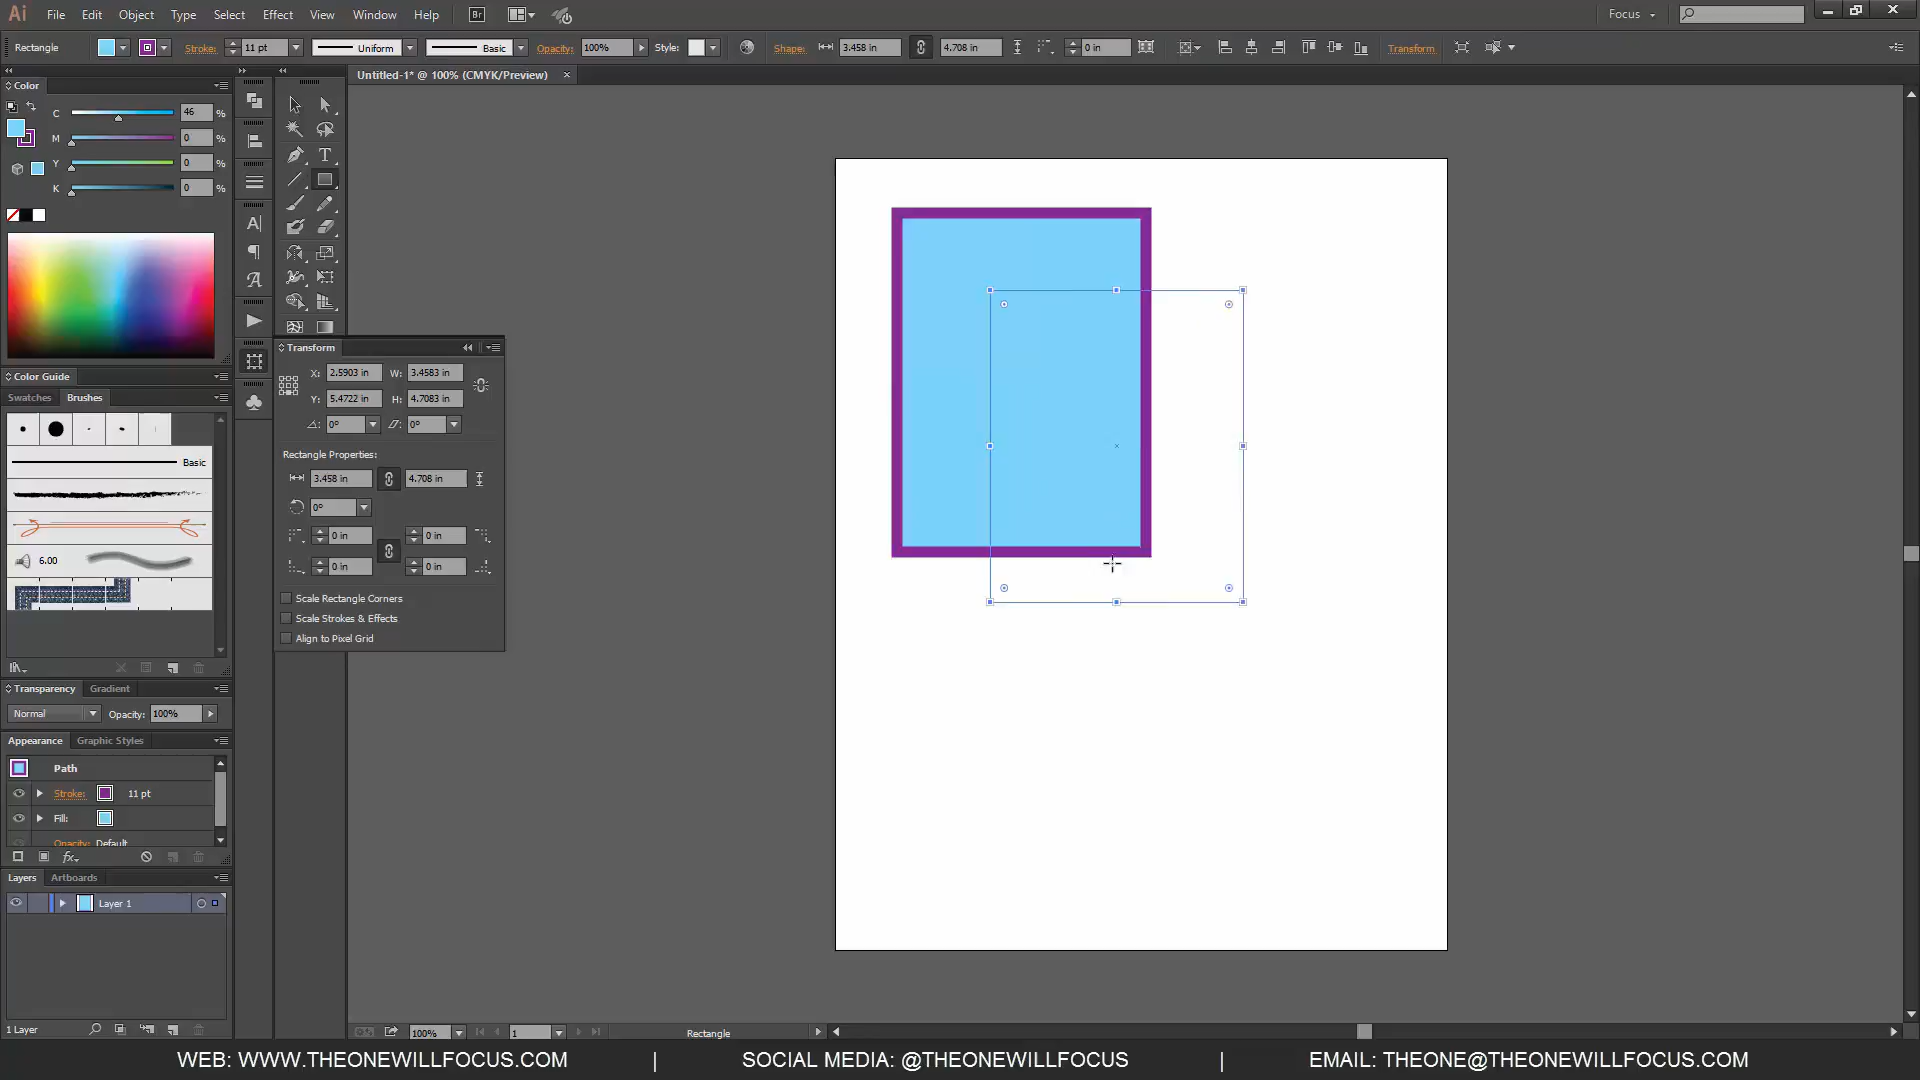 Ai File Edit Object Type Select Effect View Window Help Br Focus
Rectangle Stroke: 11 pt Uniform Basic Opacity: 100% Style: Shape: 3.458 in 4.708 in 0 in Transform
Untitled-1* @ 100% (CMYK/Preview)
Color
C 46 %
M 0 %
Y 0 %
K 0 %
Color Guide
Swatches Brushes
Basic
6.00
Transparency Gradient
Normal Opacity: 100%
Appearance Graphic Styles
Path
Stroke: 11 pt
Fill:
Opacity: Default
Layers Artboards
Layer 1
1 Layer
Transform
X: 2.5903 in W: 3.4583 in
Y: 5.4722 in H: 4.7083 in
0° 0°
Rectangle Properties:
3.458 in 4.708 in
0°
0 in 0 in
0 in 0 in
Scale Rectangle Corners
Scale Strokes & Effects
Align to Pixel Grid
100% 1 Rectangle
WEB: WWW.THEONEWILLFOCUS.COM | SOCIAL MEDIA: @THEONEWILLFOCUS | EMAIL: THEONE@THEONEWILLFOCUS.COM